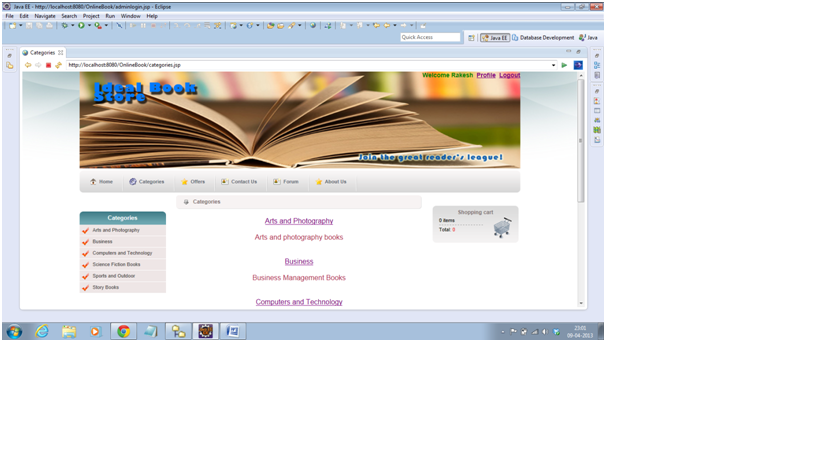 Java EE - http://localhost:8080/OnlineBook/adminlogin.jsp - Eclipse
File Edit Navigate Search Project Run Window Help
Quick Access
Java EE Database Development Java
Categories
http://localhost:8080/OnlineBook/categories.jsp
Welcome Rakesh Profile Logout
Ideal Book
Store
Join the great reader's league!
Home Categories Offers Contact Us Forum About Us
Categories
Categories
Arts and Photography
Business
Computers and Technology
Science Fiction Books
Sports and Outdoor
Story Books
Arts and Photography
Arts and photography books
Business
Business Management Books
Computers and Technology
Shopping cart
0 items
Total: 0
23:01
06-04-2013